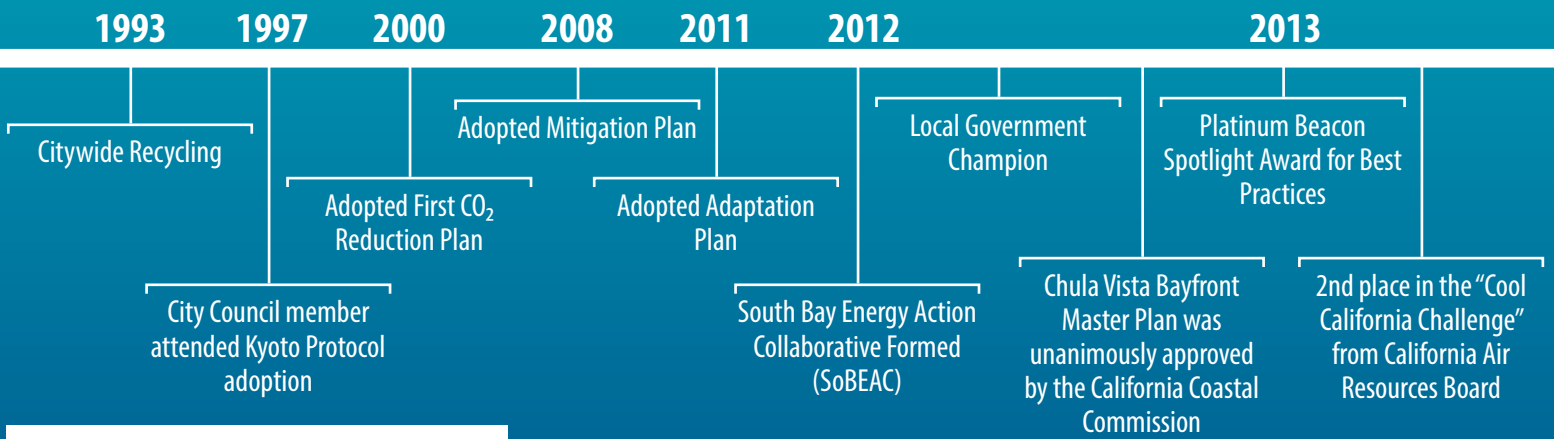 1993
1997
2000
2008
2011
2012
2013
Citywide Recycling
City Council member
attended Kyoto Protocol
adoption
Adopted First CO₂
Reduction Plan
Adopted Mitigation Plan
Adopted Adaptation
Plan
South Bay Energy Action
Collaborative Formed
(SoBEAC)
Local Government
Champion
Chula Vista Bayfront
Master Plan was
unanimously approved
by the California Coastal
Commission
Platinum Beacon
Spotlight Award for Best
Practices
2nd place in the “Cool
California Challenge”
from California Air
Resources Board